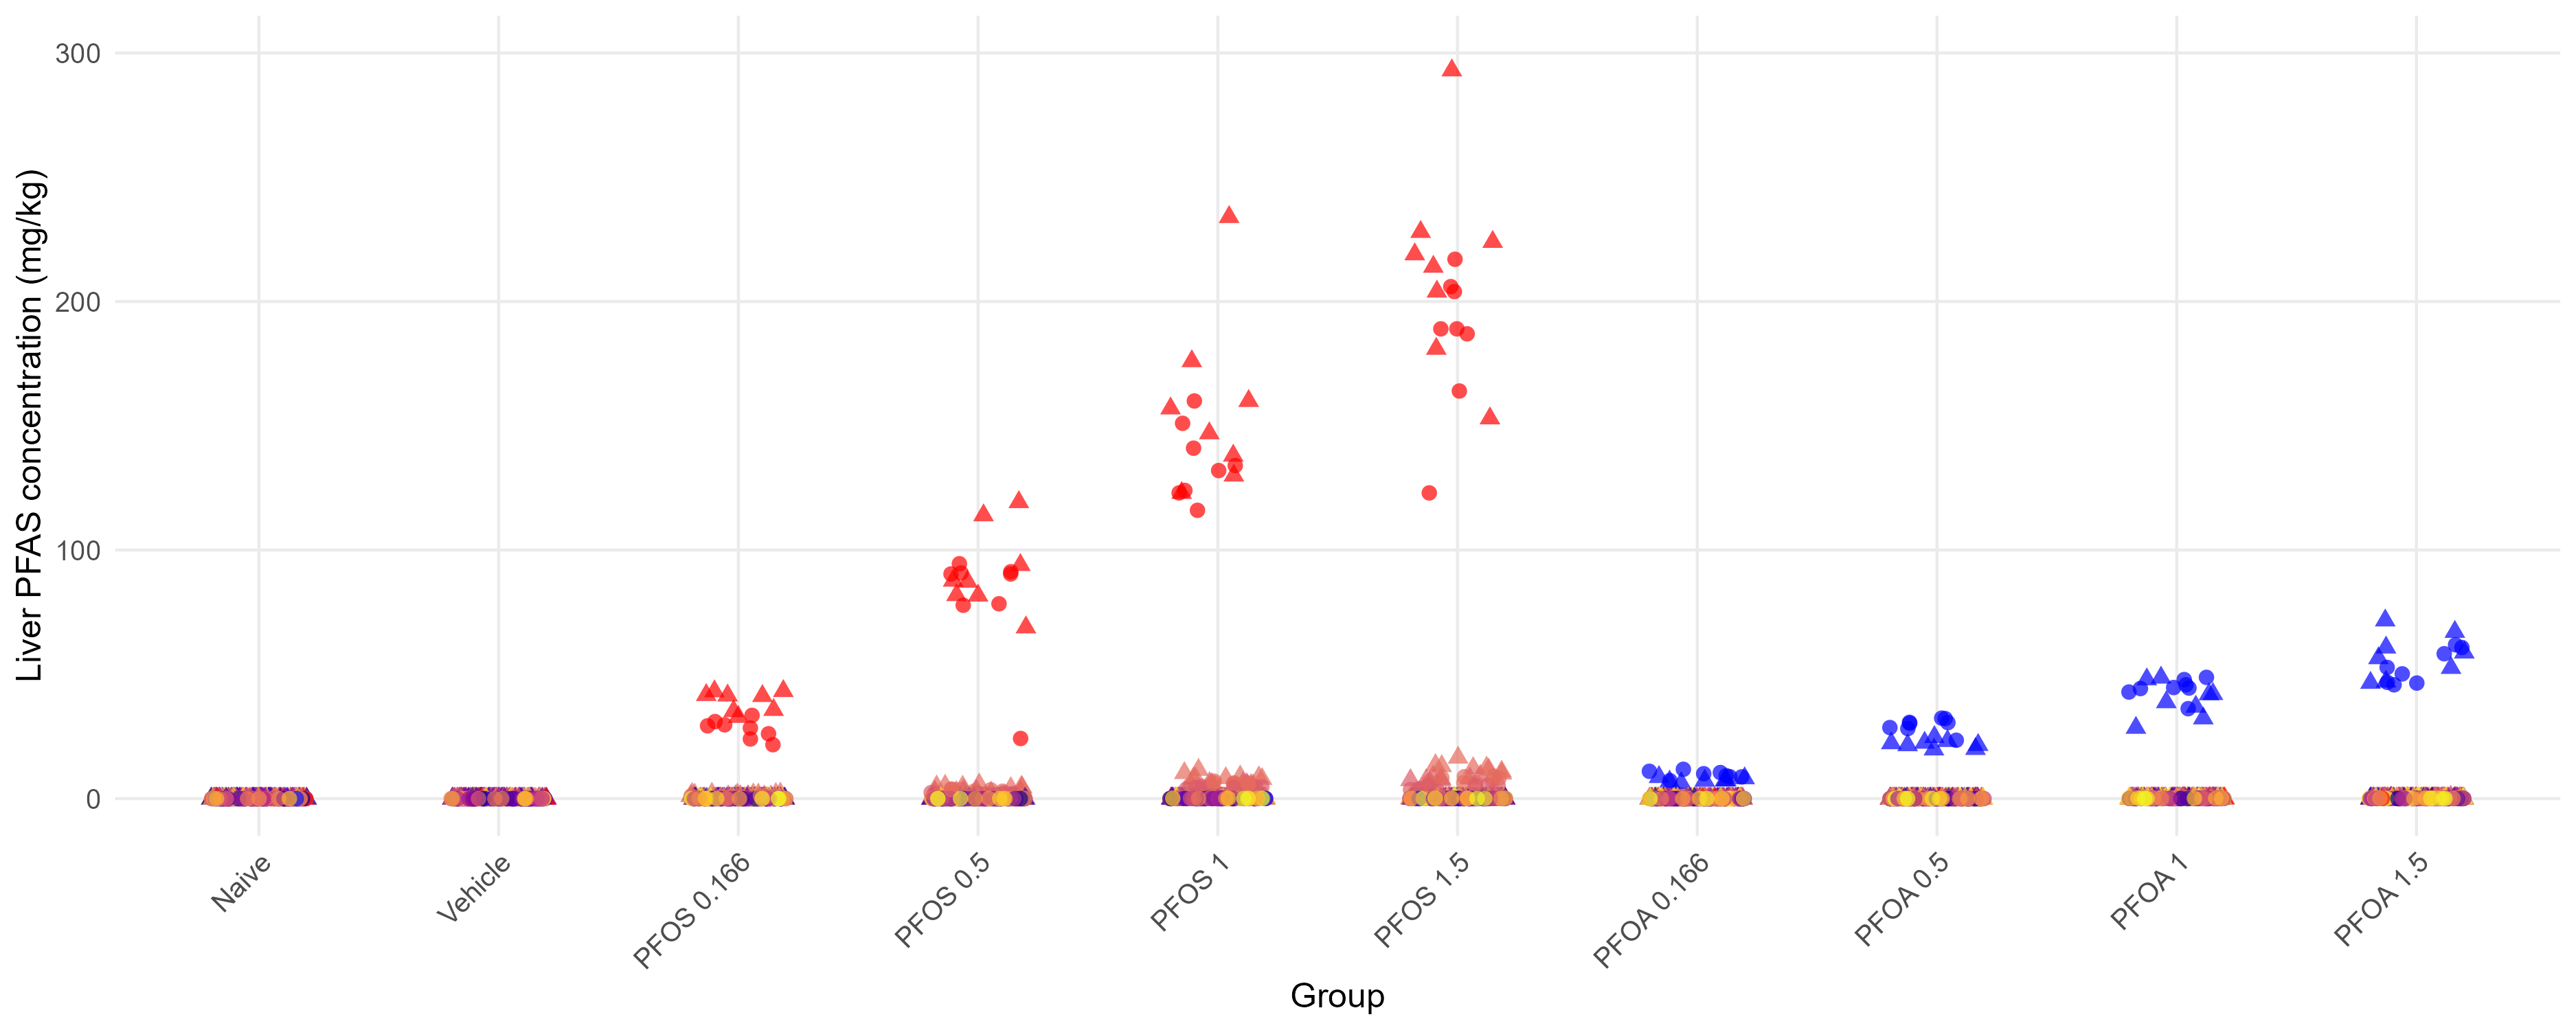 Liver PFAS concentration (mg/kg)
300
200
100
0
Naive
Vehicle
PFOS 0.166
PFOS 0.5
PFOS 1
PFOS 1.5
PFOA 0.166
PFOA 0.5
PFOA 1
PFOA 1.5
Group